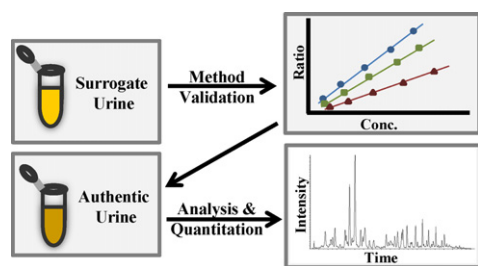 Surrogate
Urine
Method
Validation
Ratio
Conc.
Authentic
Urine
Analysis &
Quantitation
Intensity
Time